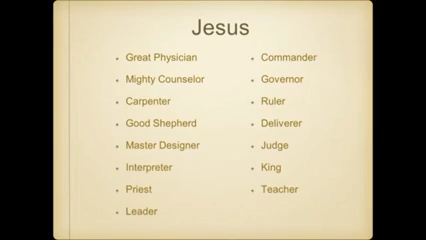 Jesus
Great Physician
Mighty Counselor
Carpenter
Good Shepherd
Master Designer
Interpreter
Priest
Leader
Commander
Governor
Ruler
Deliverer
Judge
King
Teacher